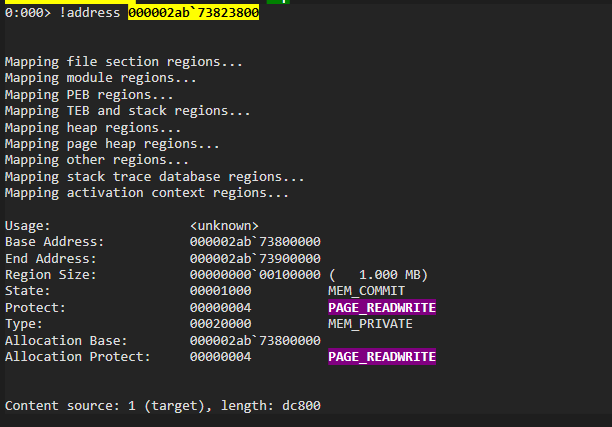 0:000> !address 000002ab`73823800
Mapping file section regions...
Mapping module regions...
Mapping PEB regions...
Mapping TEB and stack regions...
Mapping heap regions...
Mapping page heap regions...
Mapping other regions...
Mapping stack trace database regions...
Mapping activation context regions...
Usage: <unknown>
Base Address: 000002ab`73800000
End Address: 000002ab`73900000
Region Size: 00000000`00100000 ( 1.000 MB)
State: 00001000 MEM_COMMIT
Protect: 00000004 PAGE_READWRITE
Type: 00020000 MEM_PRIVATE
Allocation Base: 000002ab`73800000
Allocation Protect: 00000004 PAGE_READWRITE
Content source: 1 (target), length: dc800